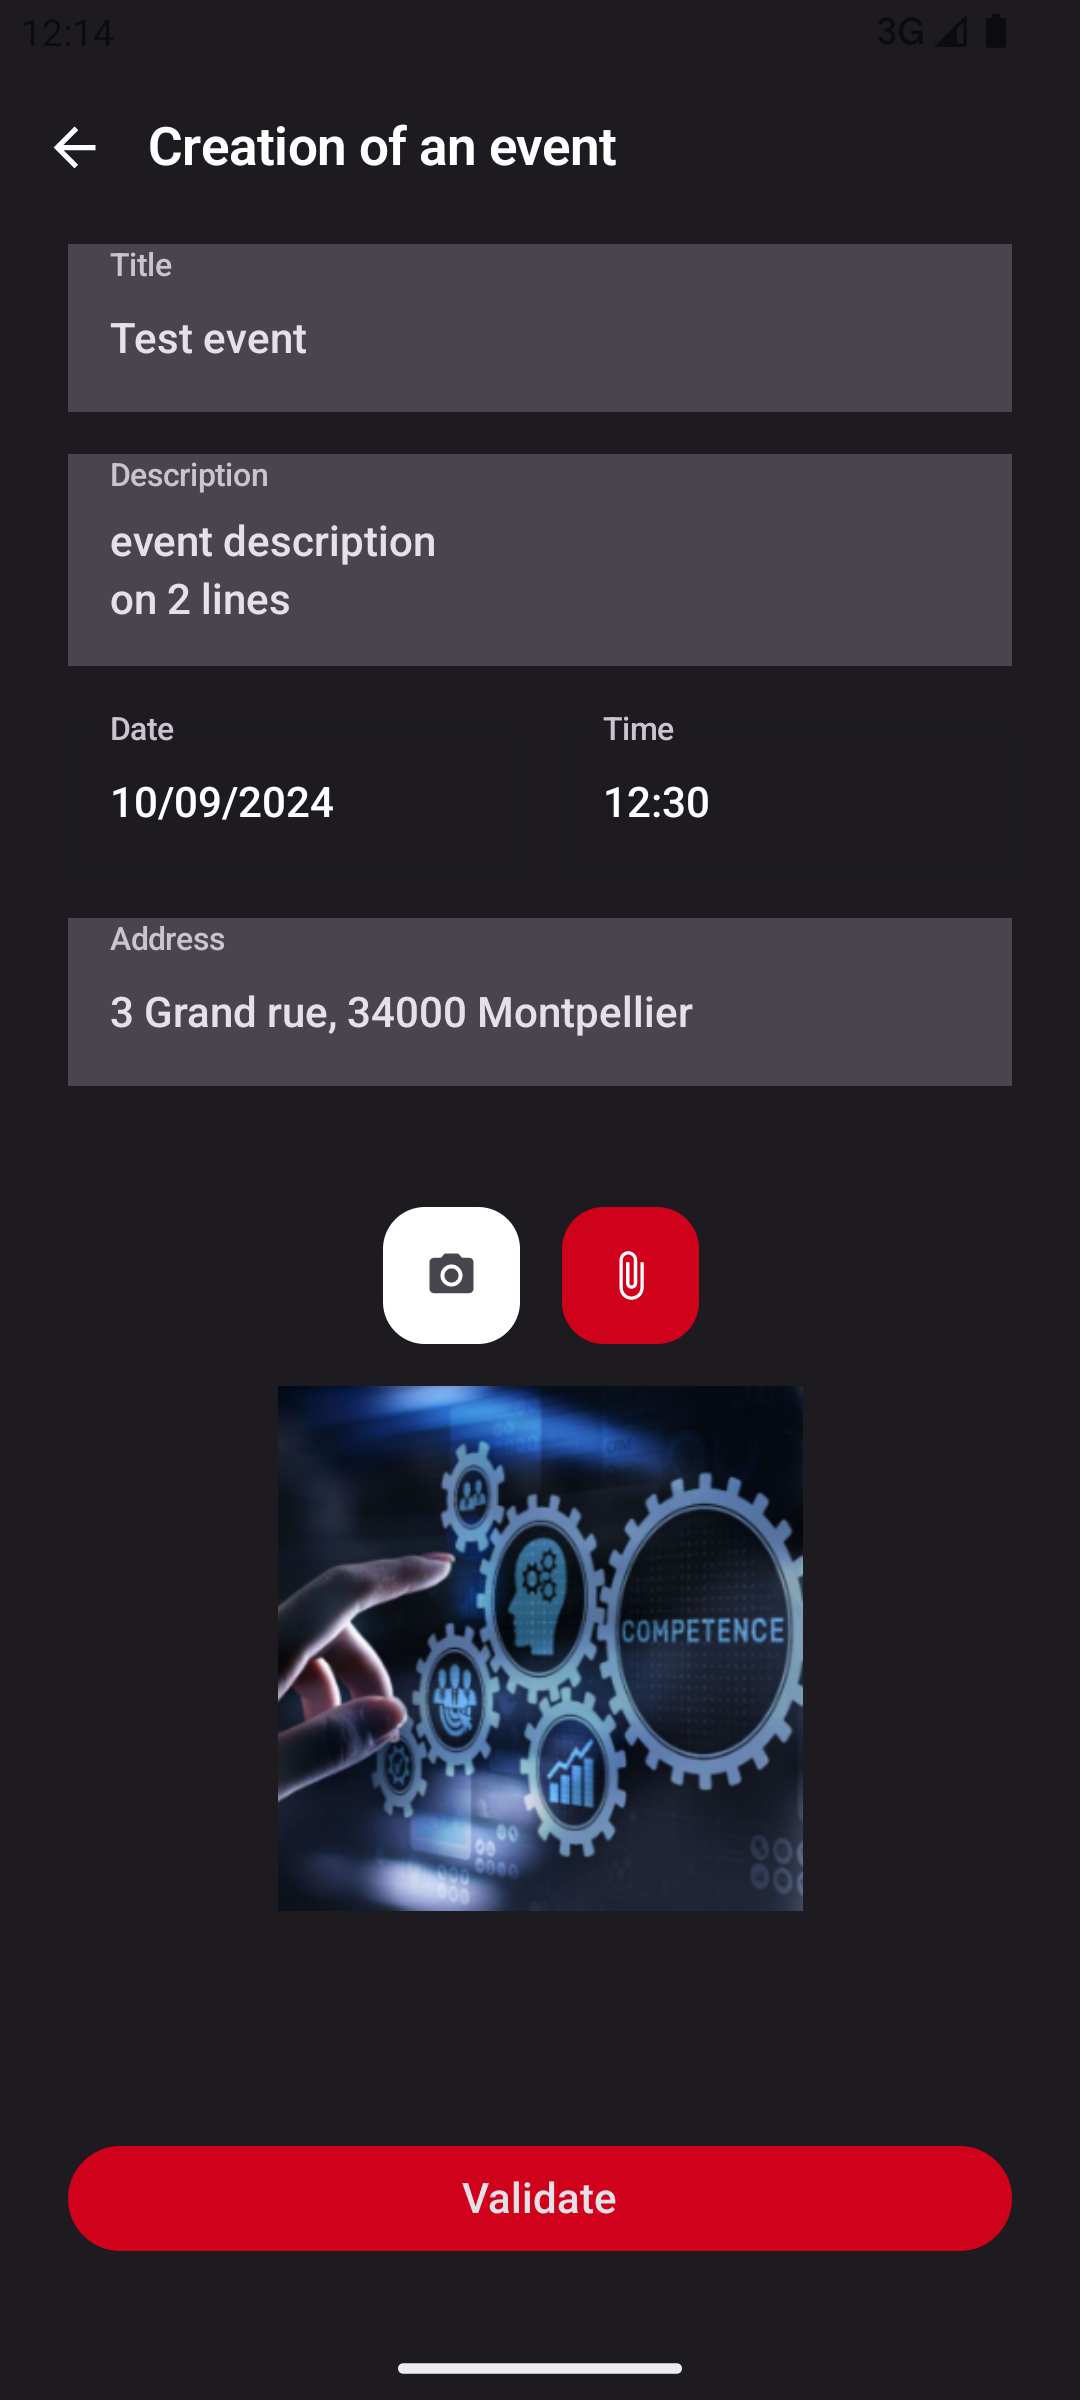 12:14
3G
Creation of an event
Title
Test event
Description
event description
on 2 lines
Date
Time
10/09/2024
12:30
Address
3 Grand rue, 34000 Montpellier
COMPETENCE
Validate